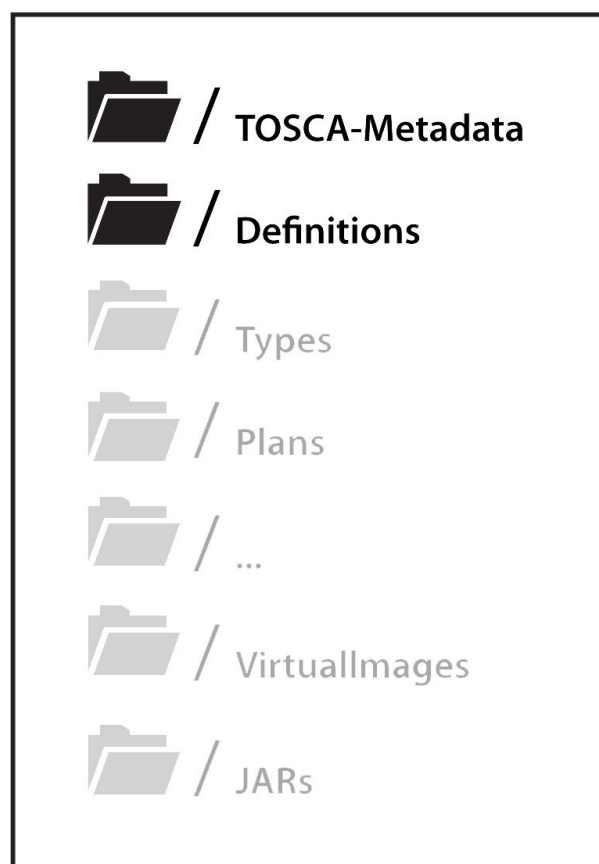 / TOSCA-Metadata
/ Definitions
/ Types
/ Plans
/ ...
/ VirtualImages
/ JARs